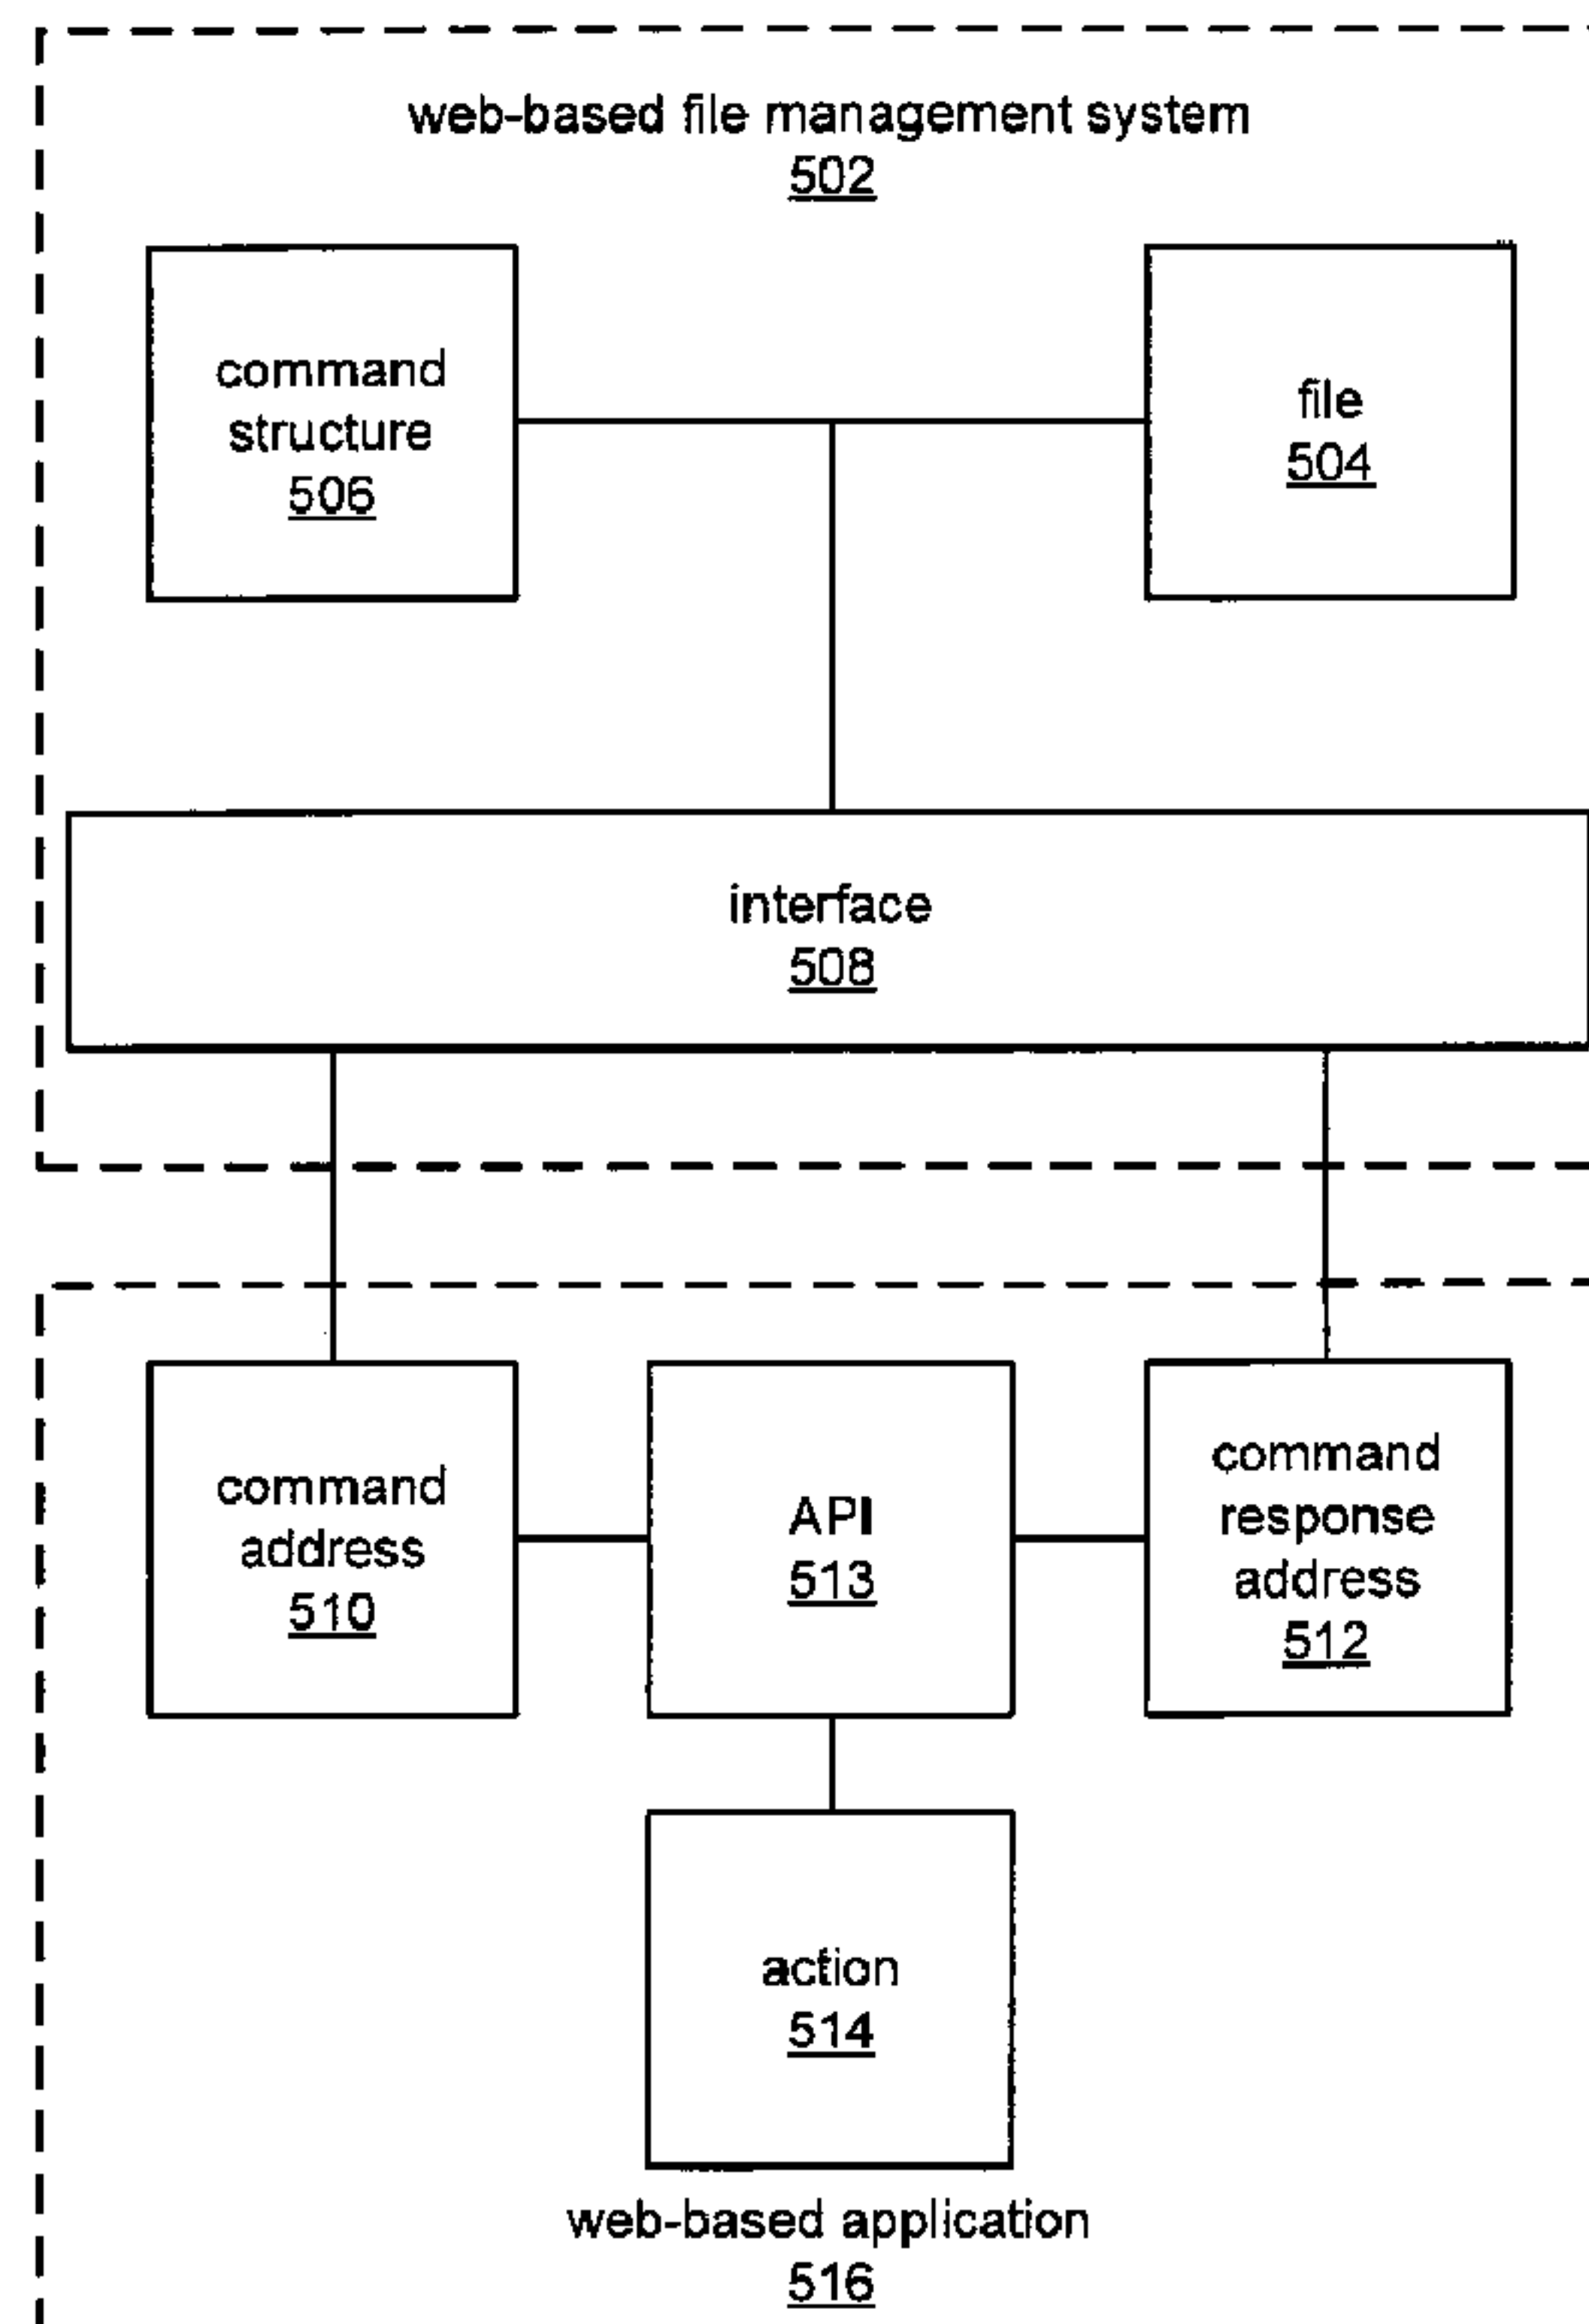 web-based file management system
502
command
structure
506
file
504
interface
508
command
address
510
API
513
command
response
address
512
action
514
web-based application
516